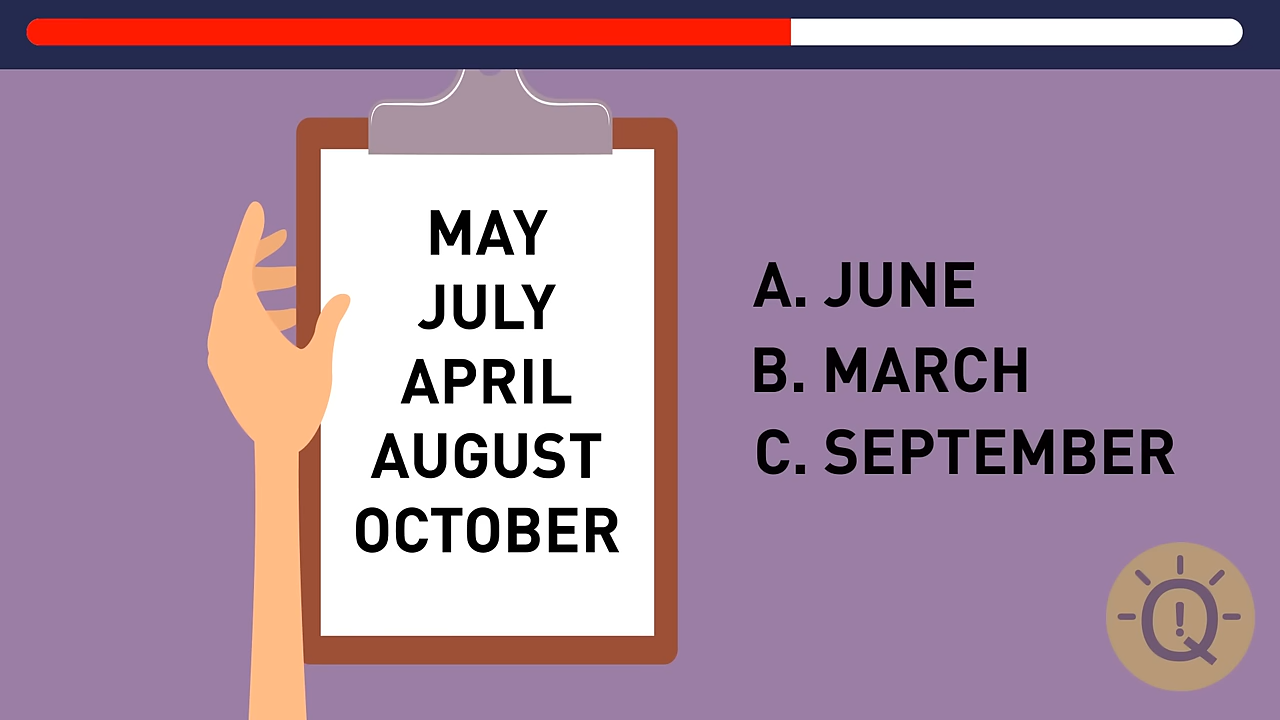 MAY
JULY
APRIL
AUGUST
OCTOBER
A. JUNE
B. MARCH
C. SEPTEMBER
Q!